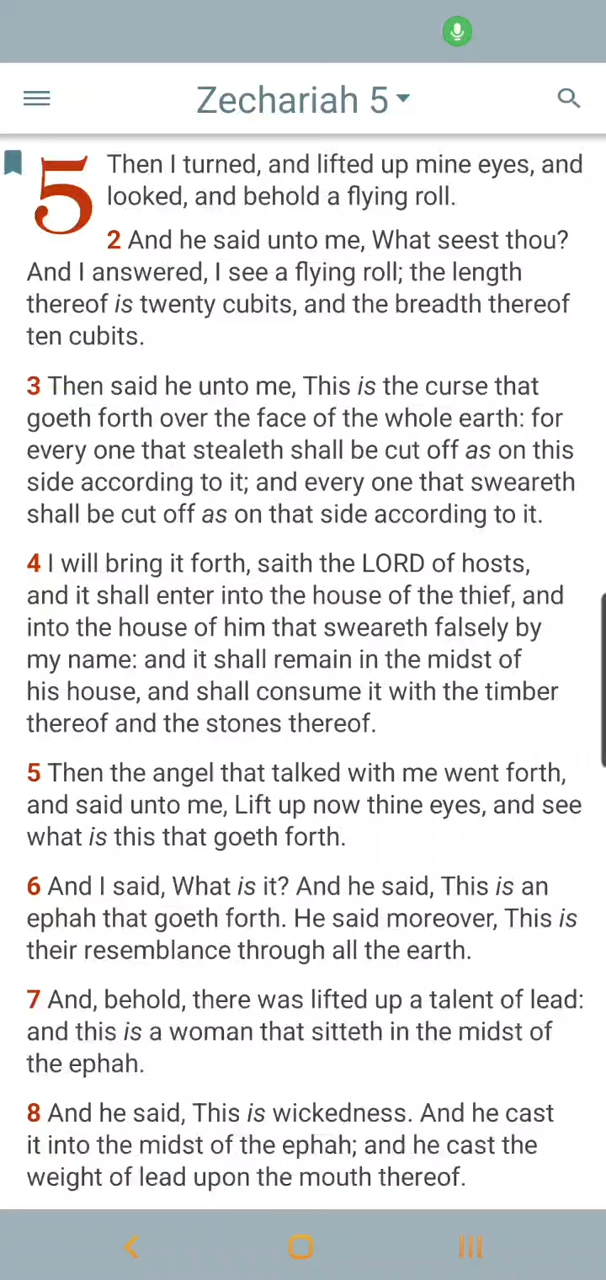 Zechariah 5
5 Then I turned, and lifted up mine eyes, and
looked, and behold a flying roll.
2 And he said unto me, What seest thou?
And I answered, I see a flying roll; the length
thereof is twenty cubits, and the breadth thereof
ten cubits.
3 Then said he unto me, This is the curse that
goeth forth over the face of the whole earth: for
every one that stealeth shall be cut off as on this
side according to it; and every one that sweareth
shall be cut off as on that side according to it.
4 I will bring it forth, saith the LORD of hosts,
and it shall enter into the house of the thief, and
into the house of him that sweareth falsely by
my name: and it shall remain in the midst of
his house, and shall consume it with the timber
thereof and the stones thereof.
5 Then the angel that talked with me went forth,
and said unto me, Lift up now thine eyes, and see
what is this that goeth forth.
6 And I said, What is it? And he said, This is an
ephah that goeth forth. He said moreover, This is
their resemblance through all the earth.
7 And, behold, there was lifted up a talent of lead:
and this is a woman that sitteth in the midst of
the ephah.
8 And he said, This is wickedness. And he cast
it into the midst of the ephah; and he cast the
weight of lead upon the mouth thereof.